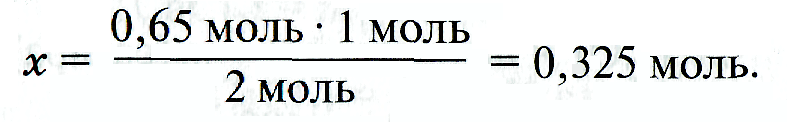 x = 0,65 моль · 1 моль / 2 моль = 0,325 моль.